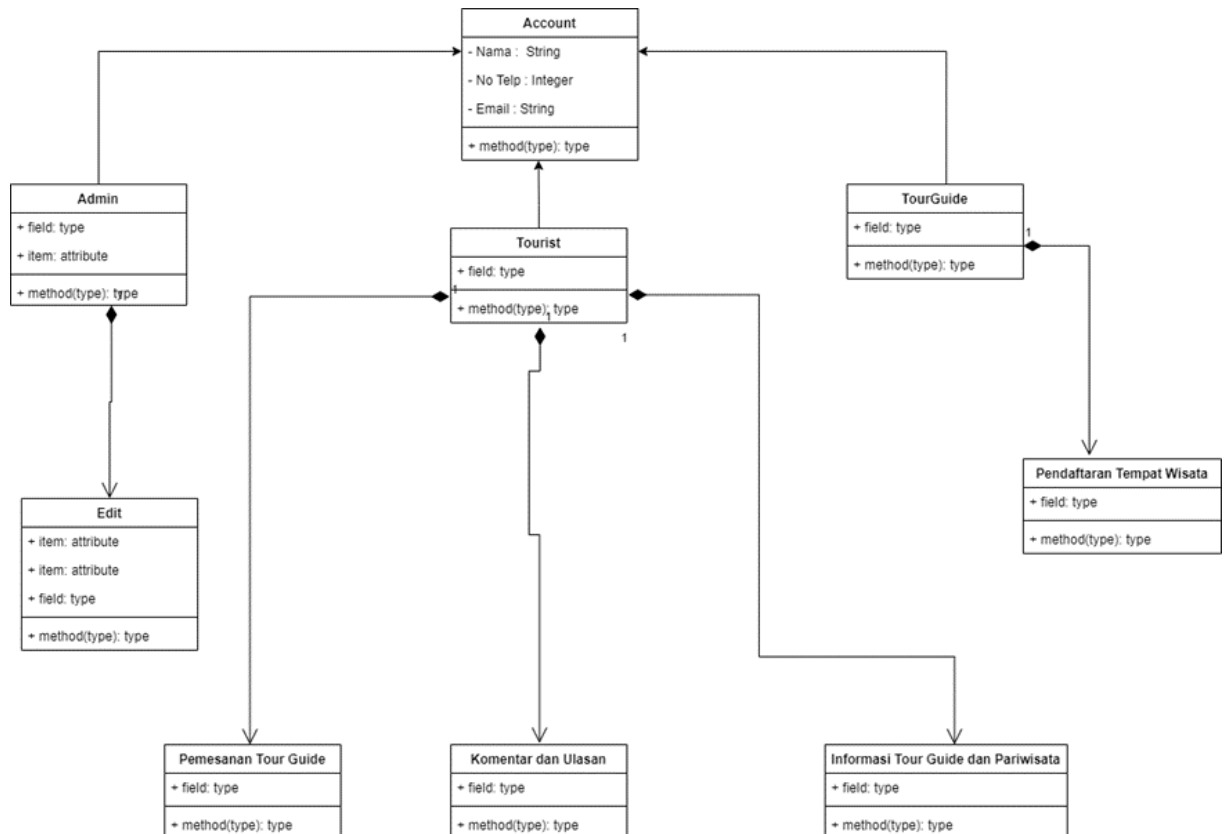 Account
- Nama : String
- No Telp : Integer
- Email : String
+ method(type): type
Admin
+ field: type
+ item: attribute
+ method(type): type
1
Tourist
+ field: type
+ method(type): type
1
1
1
TourGuide
+ field: type
+ method(type): type
1
Edit
+ item: attribute
+ item: attribute
+ field: type
+ method(type): type
Pendaftaran Tempat Wisata
+ field: type
+ method(type): type
Pemesanan Tour Guide
+ field: type
+ method(type): type
Komentar dan Ulasan
+ field: type
+ method(type): type
Informasi Tour Guide dan Pariwisata
+ field: type
+ method(type): type